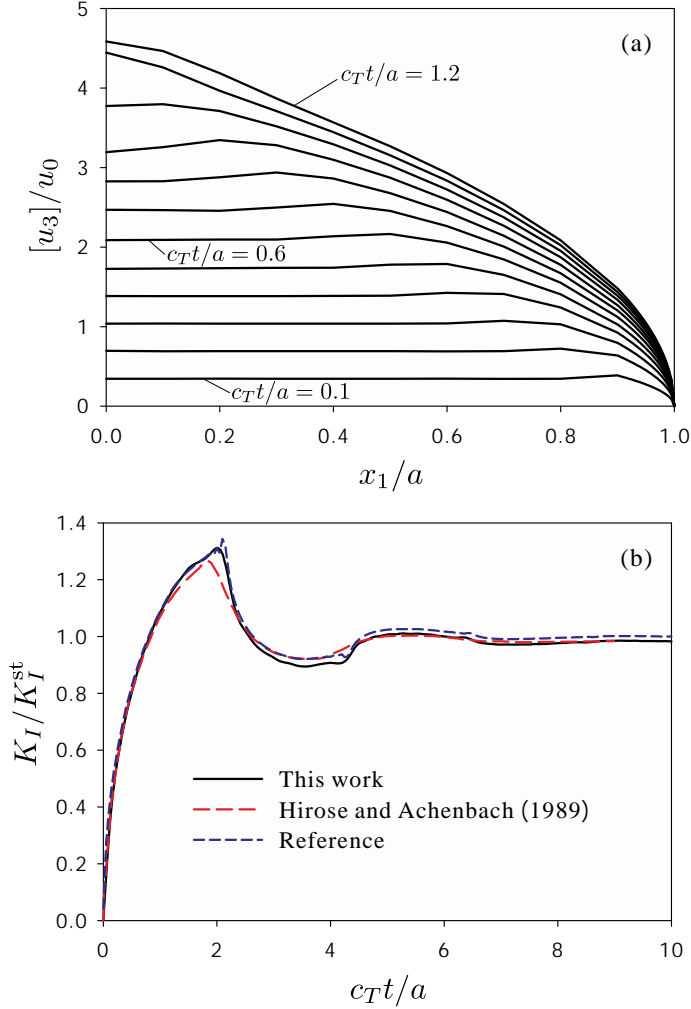 5
(a)
c_T t/a = 1.2
4
3
[u_3]/u_0
2
c_T t/a = 0.6
1
c_T t/a = 0.1
0
0.0 0.2 0.4 0.6 0.8 1.0
x_1/a
1.4
(b)
1.2
1.0
0.8
K_I/K_I^st
0.6
This work
Hirose and Achenbach (1989)
0.4
Reference
0.2
0.0
0 2 4 6 8 10
c_T t/a